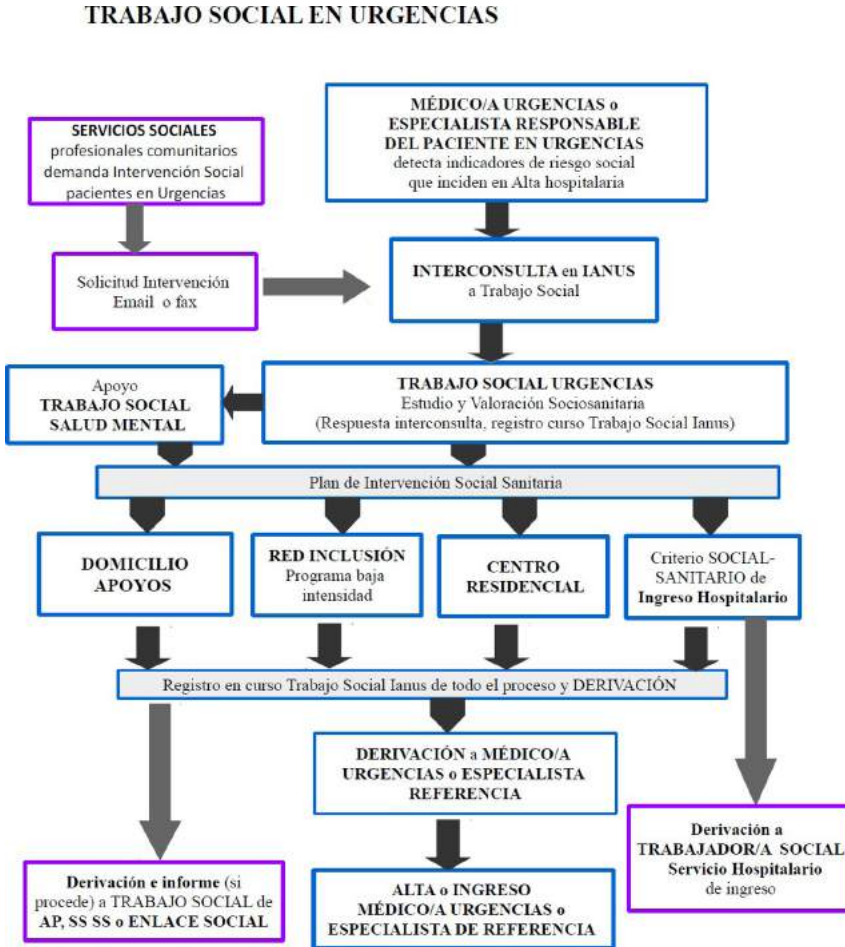 TRABAJO SOCIAL EN URGENCIAS
SERVICIOS SOCIALES
profesionales comunitarios
demanda Intervención Social
pacientes en Urgencias
MÉDICO/A URGENCIAS o
ESPECIALISTA RESPONSABLE
DEL PACIENTE EN URGENCIAS
detecta indicadores de riesgo social
que inciden en Alta hospitalaria
Solicitud Intervención
Email o fax
INTERCONSULTA en IANUS
a Trabajo Social
Apoyo
TRABAJO SOCIAL
SALUD MENTAL
TRABAJO SOCIAL URGENCIAS
Estudio y Valoración Sociosanitaria
(Respuesta interconsulta, registro curso Trabajo Social Ianus)
Plan de Intervención Social Sanitaria
DOMICILIO
APOYOS
RED INCLUSIÓN
Programa baja
intensidad
CENTRO
RESIDENCIAL
Criterio SOCIAL-
SANITARIO de
Ingreso Hospitalario
Registro en curso Trabajo Social Ianus de todo el proceso y DERIVACIÓN
DERIVACIÓN a MÉDICO/A
URGENCIAS o ESPECIALISTA
REFERENCIA
Derivación a
TRABAJADOR/A SOCIAL
Servicio Hospitalario
de ingreso
Derivación e informe (si
procede) a TRABAJO SOCIAL de
AP, SS SS o ENLACE SOCIAL
ALTA o INGRESO
MÉDICO/A URGENCIAS o
ESPECIALISTA DE REFERENCIA